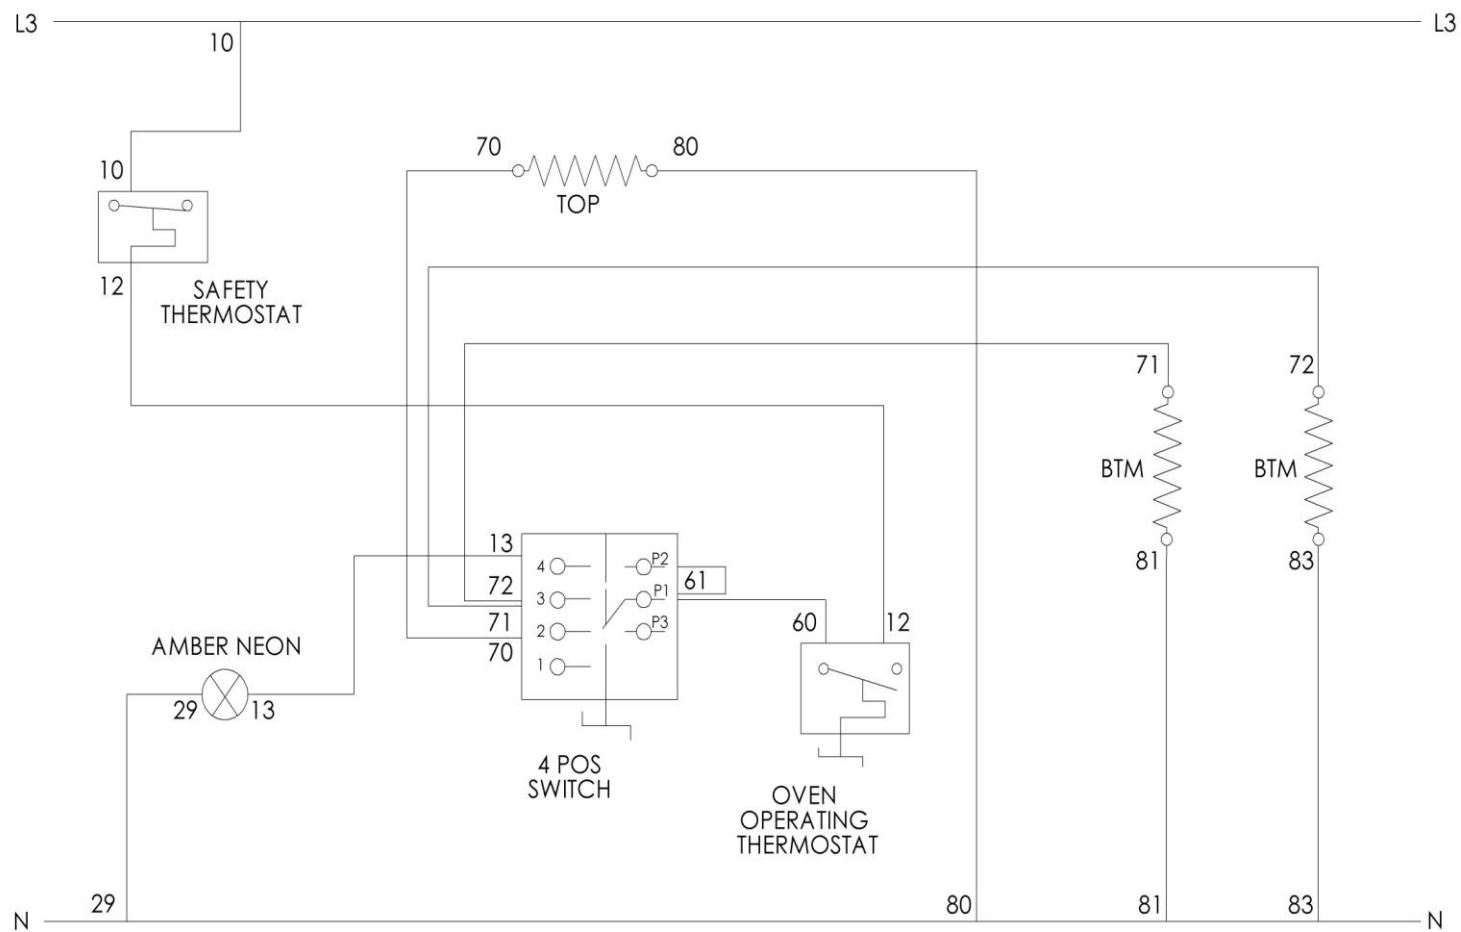 L3
L3
10
10
70
80
TOP
12
SAFETY
THERMOSTAT
71
72
BTM
BTM
13
4
P2
72
3
P1
61
71
2
P3
70
1
81
83
60
12
AMBER NEON
29
13
4 POS
SWITCH
OVEN
OPERATING
THERMOSTAT
29
80
81
83
N
N